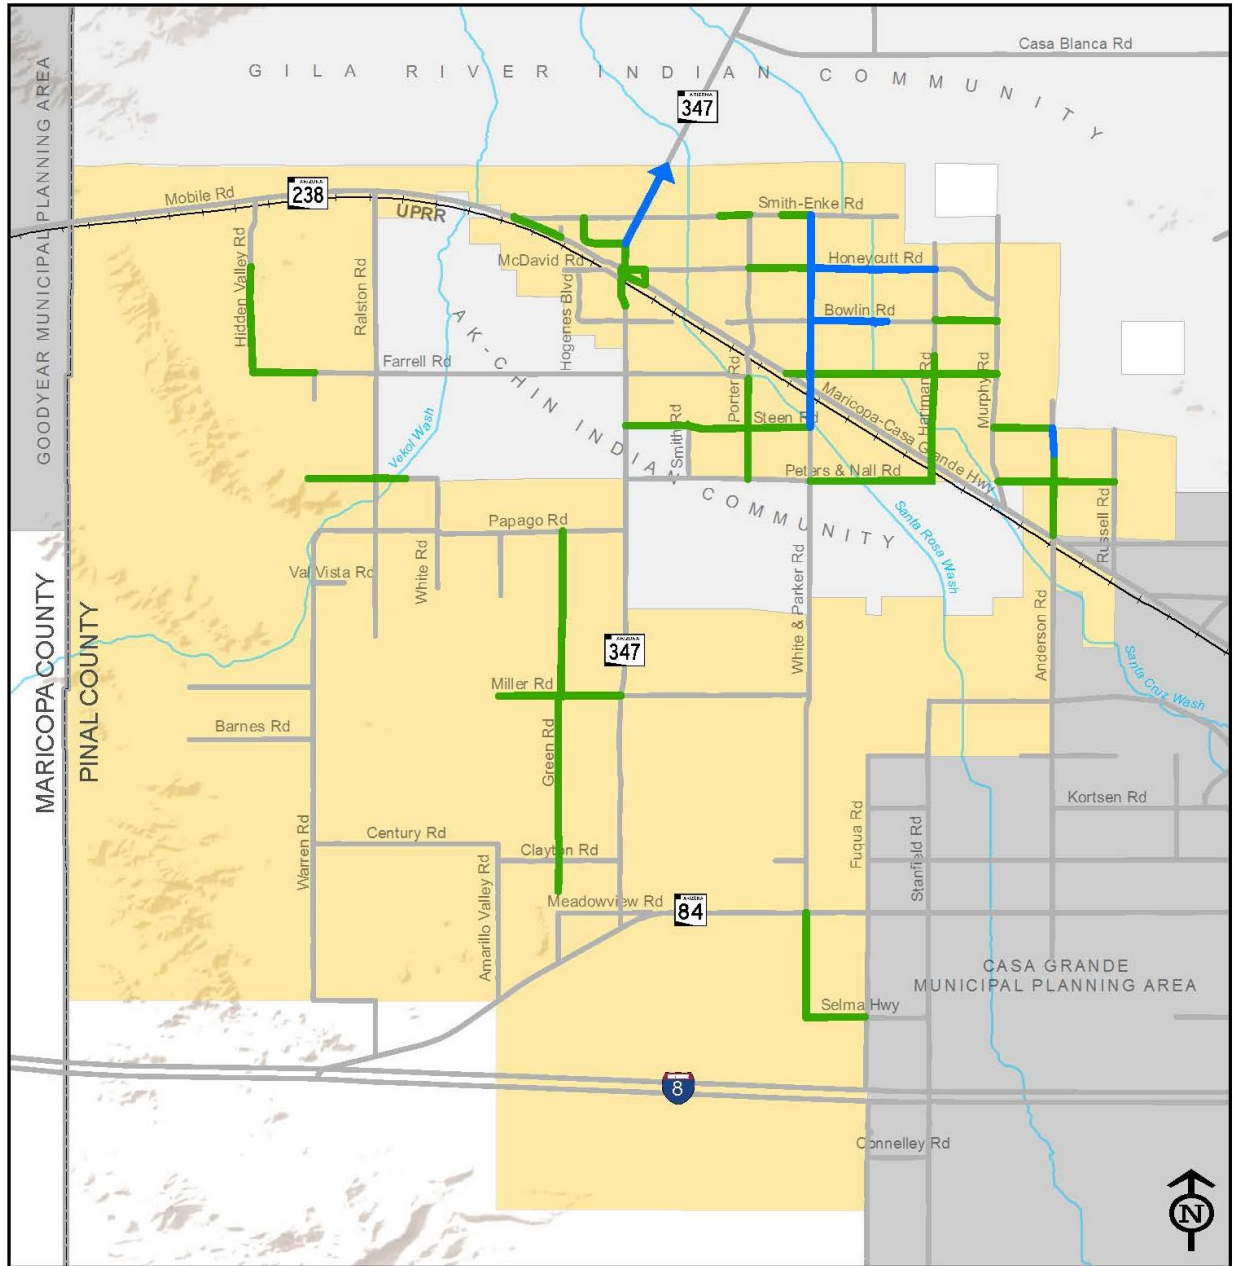 Casa Blanca Rd
GILA RIVER INDIAN COMMUNITY
GOODYEAR MUNICIPAL PLANNING AREA
ARIZONA
347
Mobile Rd
ARIZONA
238
UPRR
Smith-Enke Rd
McDavid Rd
Honeycutt Rd
Hidden Valley Rd
Ralston Rd
Hogenes Blvd
Bowlin Rd
AK-CHIN INDIAN COMMUNITY
Farrell Rd
Porter Rd
Maricopa-Casa Grande Hwy
Hartman Rd
Murphy Rd
Smith Rd
Steen Rd
Vekol Wash
Peters & Nall Rd
Papago Rd
Santa Rosa Wash
Russell Rd
Val Vista Rd
White Rd
White & Parker Rd
Anderson Rd
MARICOPA COUNTY
PINAL COUNTY
ARIZONA
347
Santa Cruz Wash
Miller Rd
Barnes Rd
Green Rd
Kortsen Rd
Warren Rd
Century Rd
Clayton Rd
Fuqua Rd
Stanfield Rd
Amarillo Valley Rd
Meadowview Rd
ARIZONA
84
CASA GRANDE
MUNICIPAL PLANNING AREA
Selma Hwy
8
Connelley Rd
N